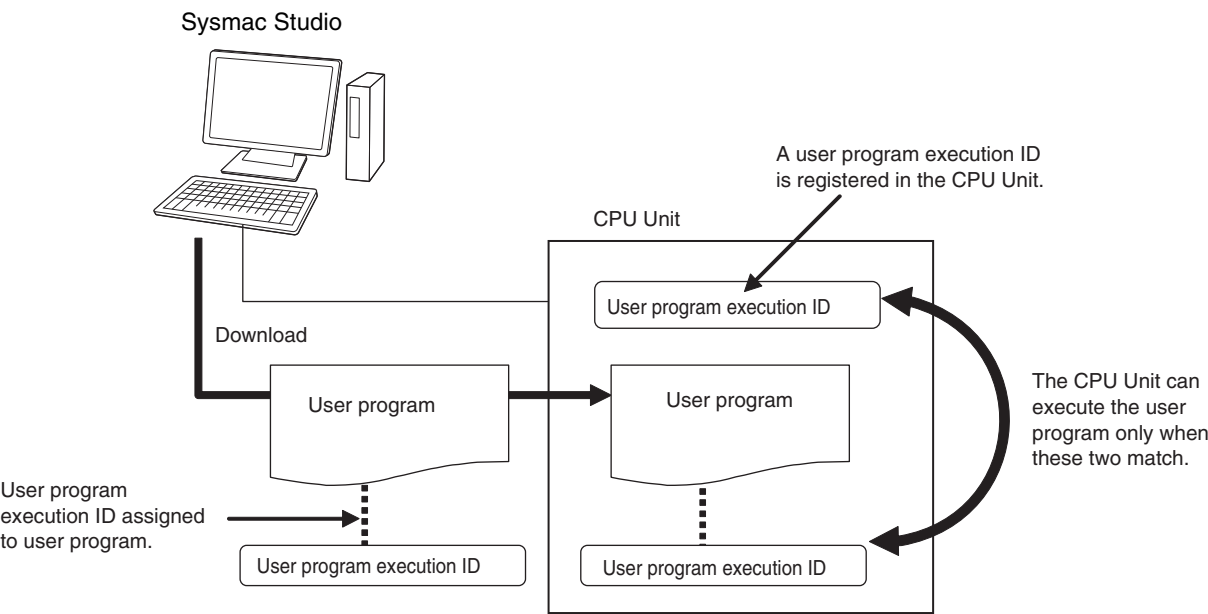 Sysmac Studio
A user program execution ID
is registered in the CPU Unit.
CPU Unit
User program execution ID
Download
User program
User program
The CPU Unit can
execute the user
program only when
these two match.
User program
execution ID assigned
to user program.
User program execution ID
User program execution ID